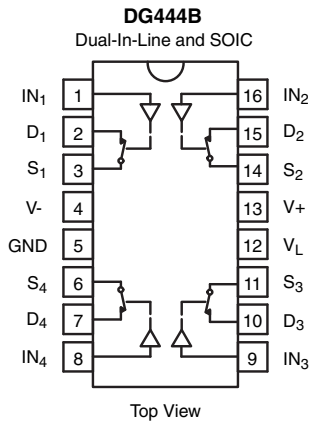 DG444B
Dual-In-Line and SOIC
IN1 1 16 IN2
D1 2 15 D2
S1 3 14 S2
V- 4 13 V+
GND 5 12 VL
S4 6 11 S3
D4 7 10 D3
IN4 8 9 IN3
Top View